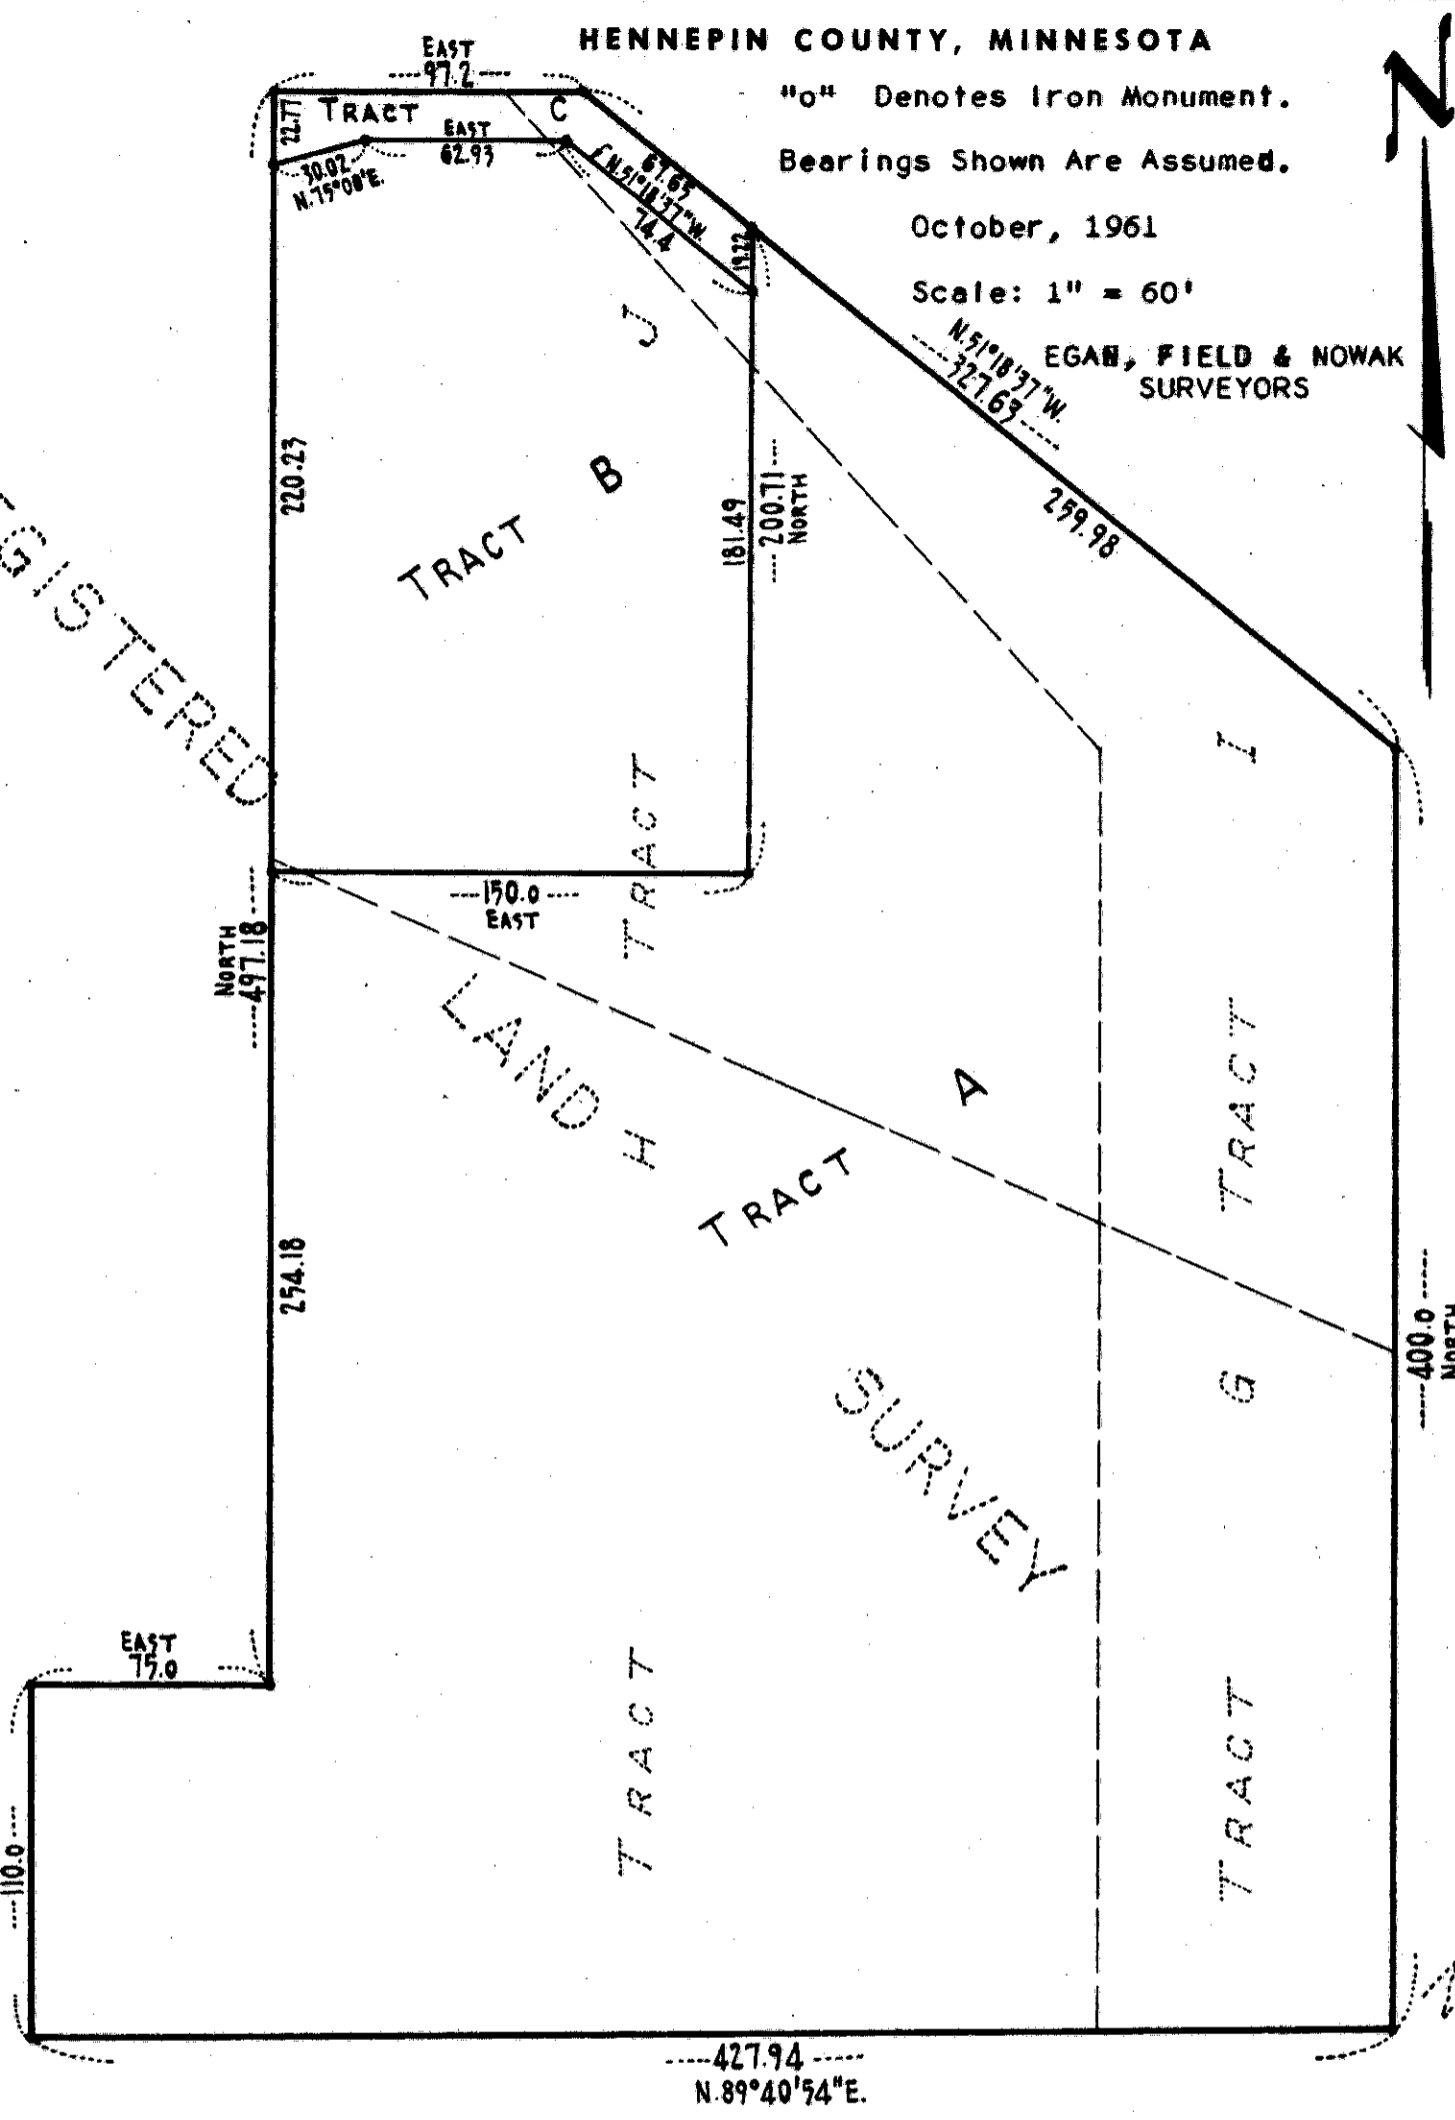 HENNEPIN COUNTY, MINNESOTA
"o" Denotes Iron Monument.
Bearings Shown Are Assumed.
October, 1961
Scale: 1" = 60'
EGAN, FIELD & NOWAK
SURVEYORS
N
EAST
97.2
22.77
TRACT C
EAST
62.93
30.02
N.75°08'E.
67.65
N.51°18'37"W.
74.4
19.22
J
N.51°18'37"W.
327.63
259.98
220.23
TRACT B
181.49
200.71
NORTH
GISTERED
I
TRACT
150.0
EAST
NORTH
497.18
LAND
H
TRACT A
TRACT
254.18
400.0
NORTH
G
SURVEY
EAST
75.0
TRACT
TRACT
110.0
427.94
N.89°40'54"E.